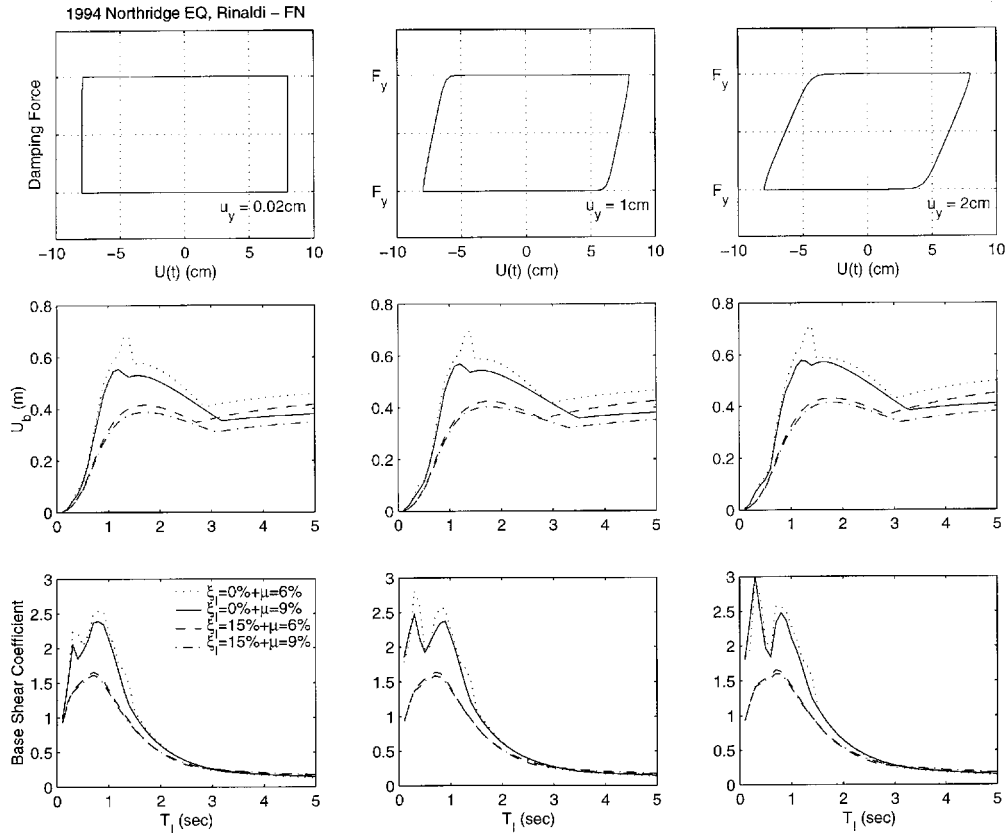 1994 Northridge EQ, Rinaldi – FN
Damping Force
u_y = 0.02cm
−10 −5 0 5 10
U(t) (cm)
F_y
F_y
u_y = 1cm
−10 −5 0 5 10
U(t) (cm)
F_y
F_y
u_y = 2cm
−10 −5 0 5 10
U(t) (cm)
U_b (m)
0.8
0.6
0.4
0.2
0
0 1 2 3 4 5
0.8
0.6
0.4
0.2
0
0 1 2 3 4 5
0.8
0.6
0.4
0.2
0
0 1 2 3 4 5
Base Shear Coefficient
3
2.5
2
1.5
1
0.5
0
ξ_I=0%+μ=6%
ξ_I=0%+μ=9%
ξ_I=15%+μ=6%
ξ_I=15%+μ=9%
0 1 2 3 4 5
T_I (sec)
3
2.5
2
1.5
1
0.5
0
0 1 2 3 4 5
T_I (sec)
3
2.5
2
1.5
1
0.5
0
0 1 2 3 4 5
T_I (sec)